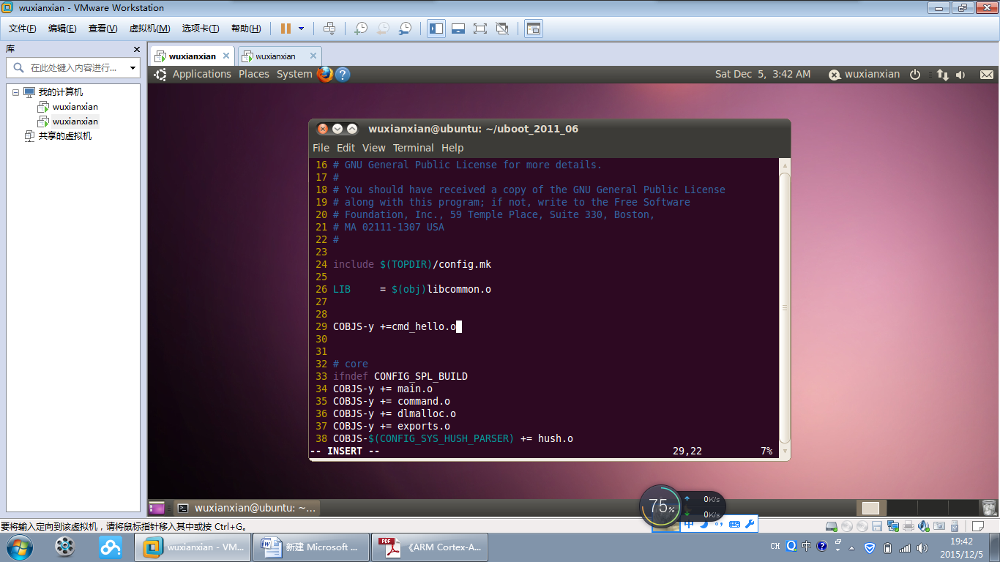 wuxianxian - VMware Workstation
文件(F) 编辑(E) 查看(V) 虚拟机(M) 选项卡(T) 帮助(H)
库
在此处键入内容进行...
我的计算机
wuxianxian
wuxianxian
共享的虚拟机
wuxianxian wuxianxian
Applications Places System Sat Dec 5, 3:42 AM wuxianxian
wuxianxian@ubuntu: ~/uboot_2011_06
File Edit View Terminal Help
16 # GNU General Public License for more details.
17 #
18 # You should have received a copy of the GNU General Public License
19 # along with this program; if not, write to the Free Software
20 # Foundation, Inc., 59 Temple Place, Suite 330, Boston,
21 # MA 02111-1307 USA
22 #
23
24 include $(TOPDIR)/config.mk
25
26 LIB     = $(obj)libcommon.o
27
28
29 COBJS-y +=cmd_hello.o
30
31
32 # core
33 ifndef CONFIG_SPL_BUILD
34 COBJS-y += main.o
35 COBJS-y += command.o
36 COBJS-y += dlmalloc.o
37 COBJS-y += exports.o
38 COBJS-$(CONFIG_SYS_HUSH_PARSER) += hush.o
-- INSERT -- 29,22 7%
wuxianxian@ubuntu: ~...
75%
0K/s
0K/s
中
要将输入定向到该虚拟机，请将鼠标指针移入其中或按 Ctrl+G。
wuxianxian - VM...
新建 Microsoft ...
PDF
《ARM Cortex-A...
CH 中
19:42
2015/12/5